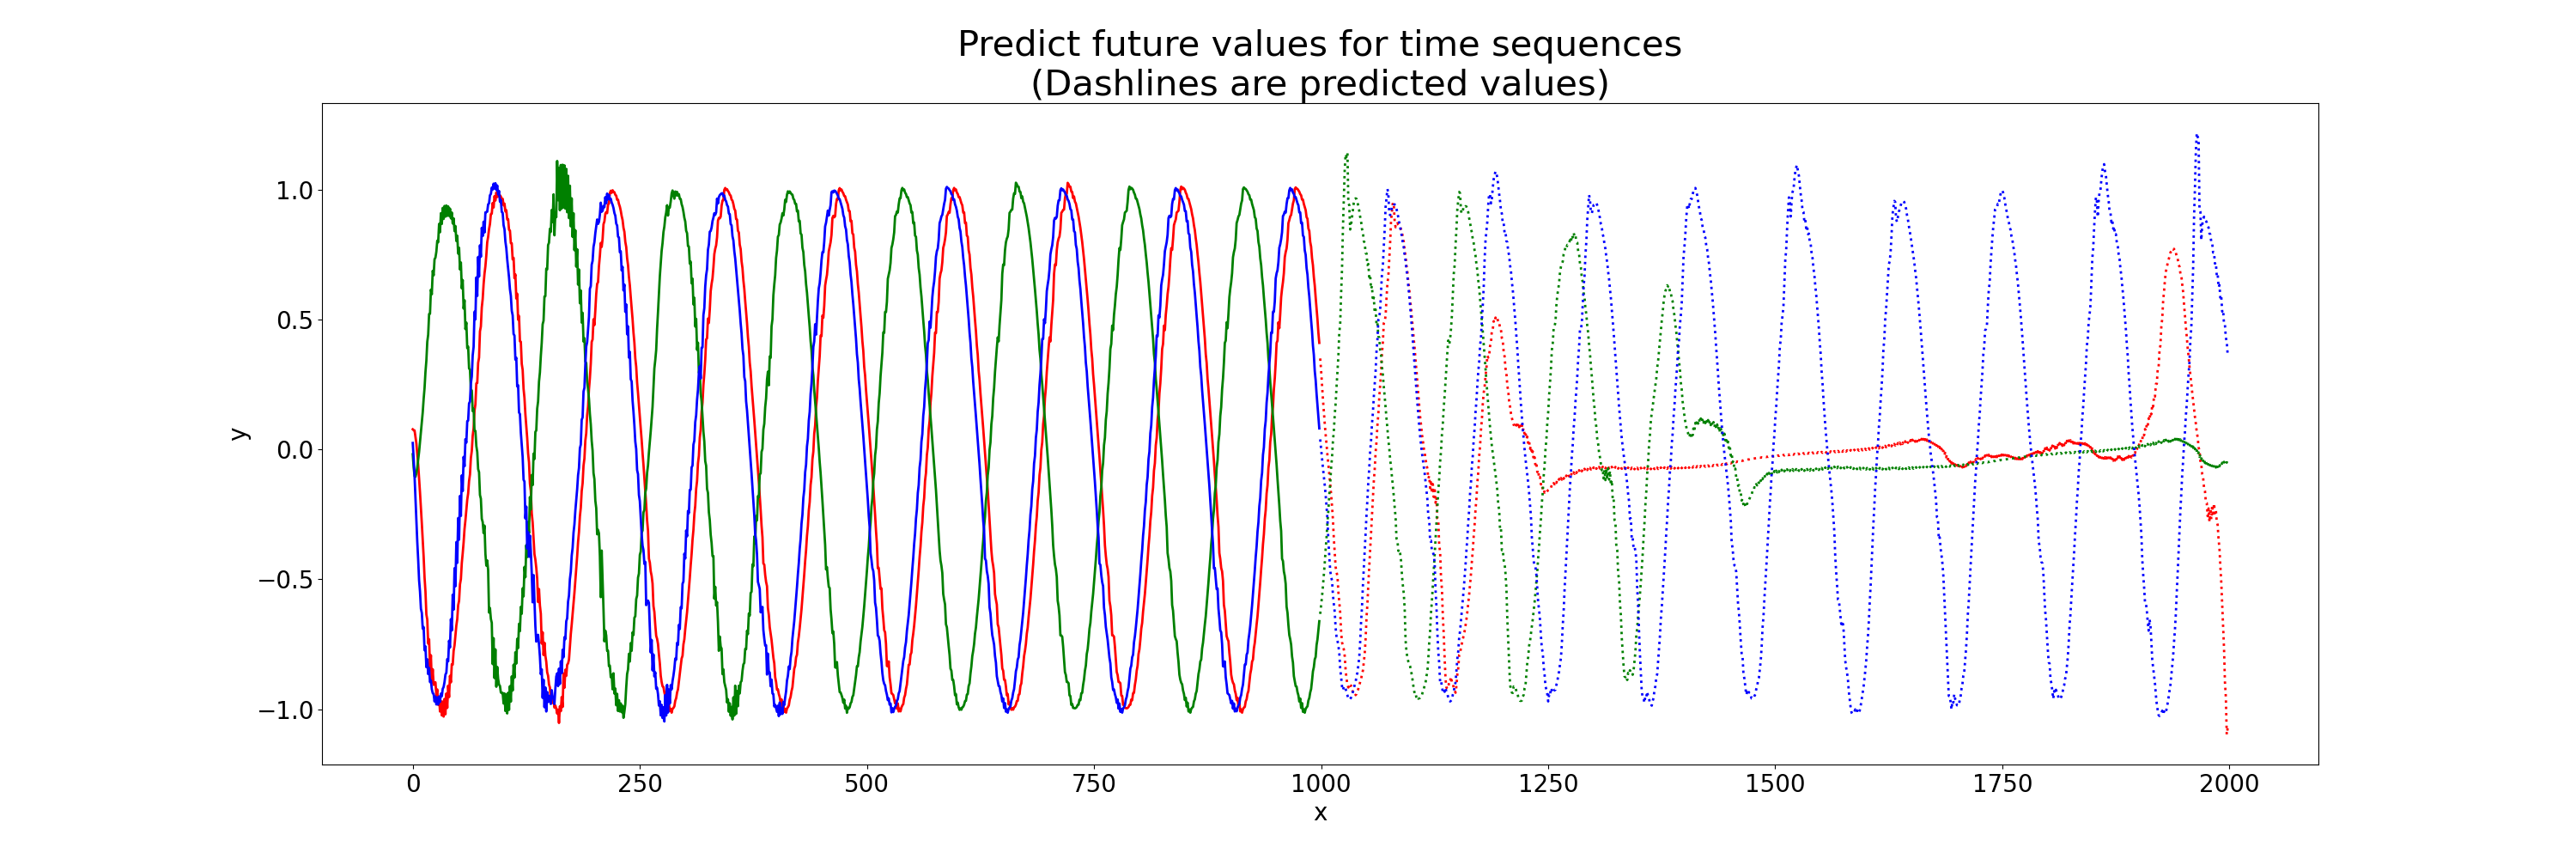 Predict future values for time sequences
(Dashlines are predicted values)
y
1.0
0.5
0.0
−0.5
−1.0
0 250 500 750 1000 1250 1500 1750 2000
x